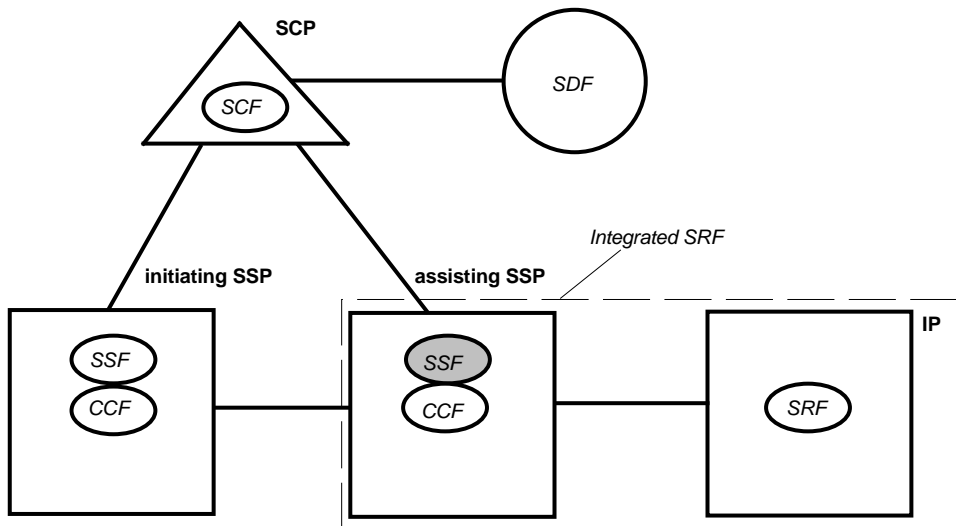 SCP
SDF
SCF
Integrated SRF
initiating SSP
assisting SSP
IP
SSF
SSF
CCF
CCF
SRF